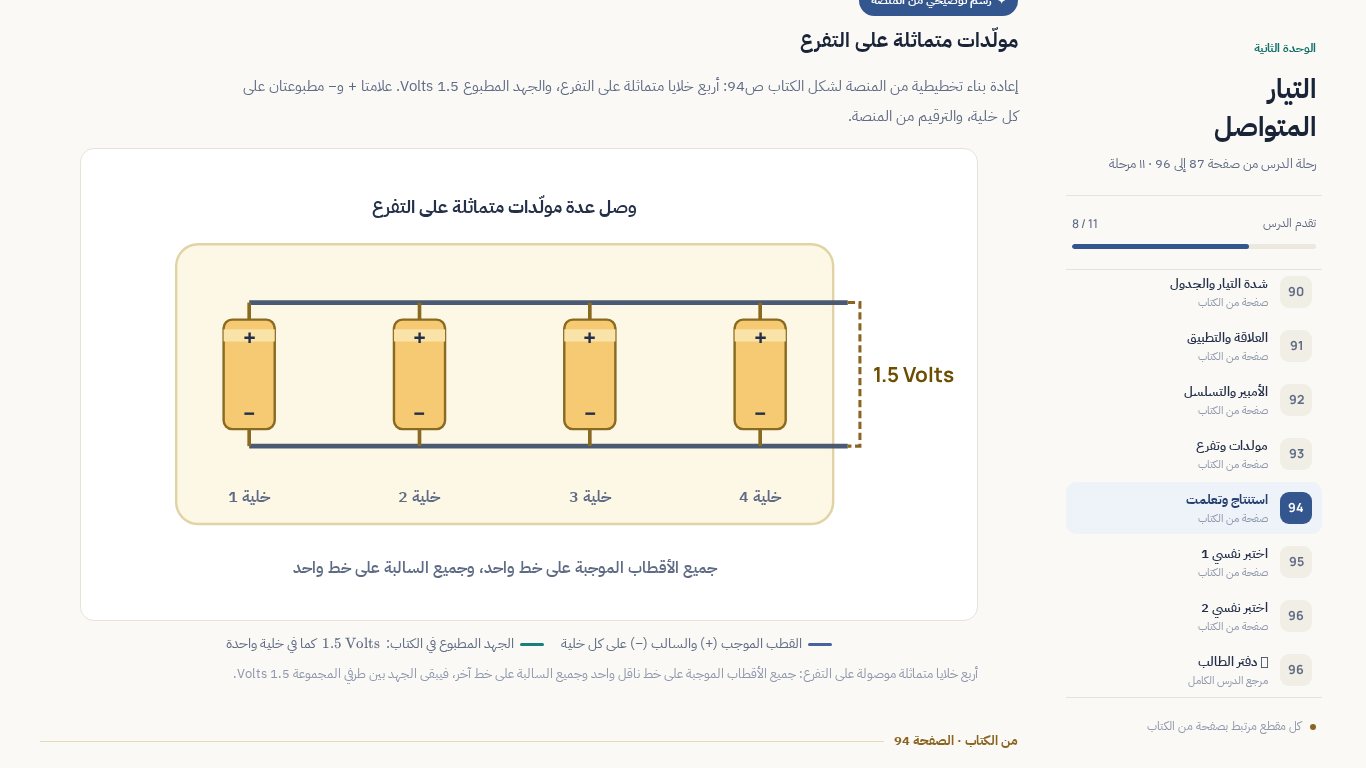 الوحدة الثانية
التيار
المتواصل
رحلة الدرس من صفحة 87 إلى 96 · ١١ مرحلة
تقدم الدرس
8 / 11
90
شدة التيار والجدول
صفحة من الكتاب
91
العلاقة والتطبيق
صفحة من الكتاب
92
الأمبير والتسلسل
صفحة من الكتاب
93
مولدات وتفرع
صفحة من الكتاب
94
استنتاج وتعلمت
صفحة من الكتاب
95
اختبر نفسي 1
صفحة من الكتاب
96
اختبر نفسي 2
صفحة من الكتاب
96
دفتر الطالب
مرجع الدرس الكامل
كل مقطع مرتبط بصفحة من الكتاب
رسم توضيحي من المنصة
مولّدات متماثلة على التفرع
إعادة بناء تخطيطية من المنصة لشكل الكتاب ص94: أربع خلايا متماثلة على التفرع، والجهد المطبوع 1.5 Volts. علامتا + و− مطبوعتان على
كل خلية، والترقيم من المنصة.
وصل عدة مولّدات متماثلة على التفرع
+ + + +
1.5 Volts
− − − −
خلية 1 خلية 2 خلية 3 خلية 4
جميع الأقطاب الموجبة على خط واحد، وجميع السالبة على خط واحد
القطب الموجب (+) والسالب (−) على كل خلية
الجهد المطبوع في الكتاب: 1.5 Volts كما في خلية واحدة
أربع خلايا متماثلة موصولة على التفرع: جميع الأقطاب الموجبة على خط ناقل واحد وجميع السالبة على خط آخر، فيبقى الجهد بين طرفي المجموعة 1.5 Volts.
من الكتاب · الصفحة 94